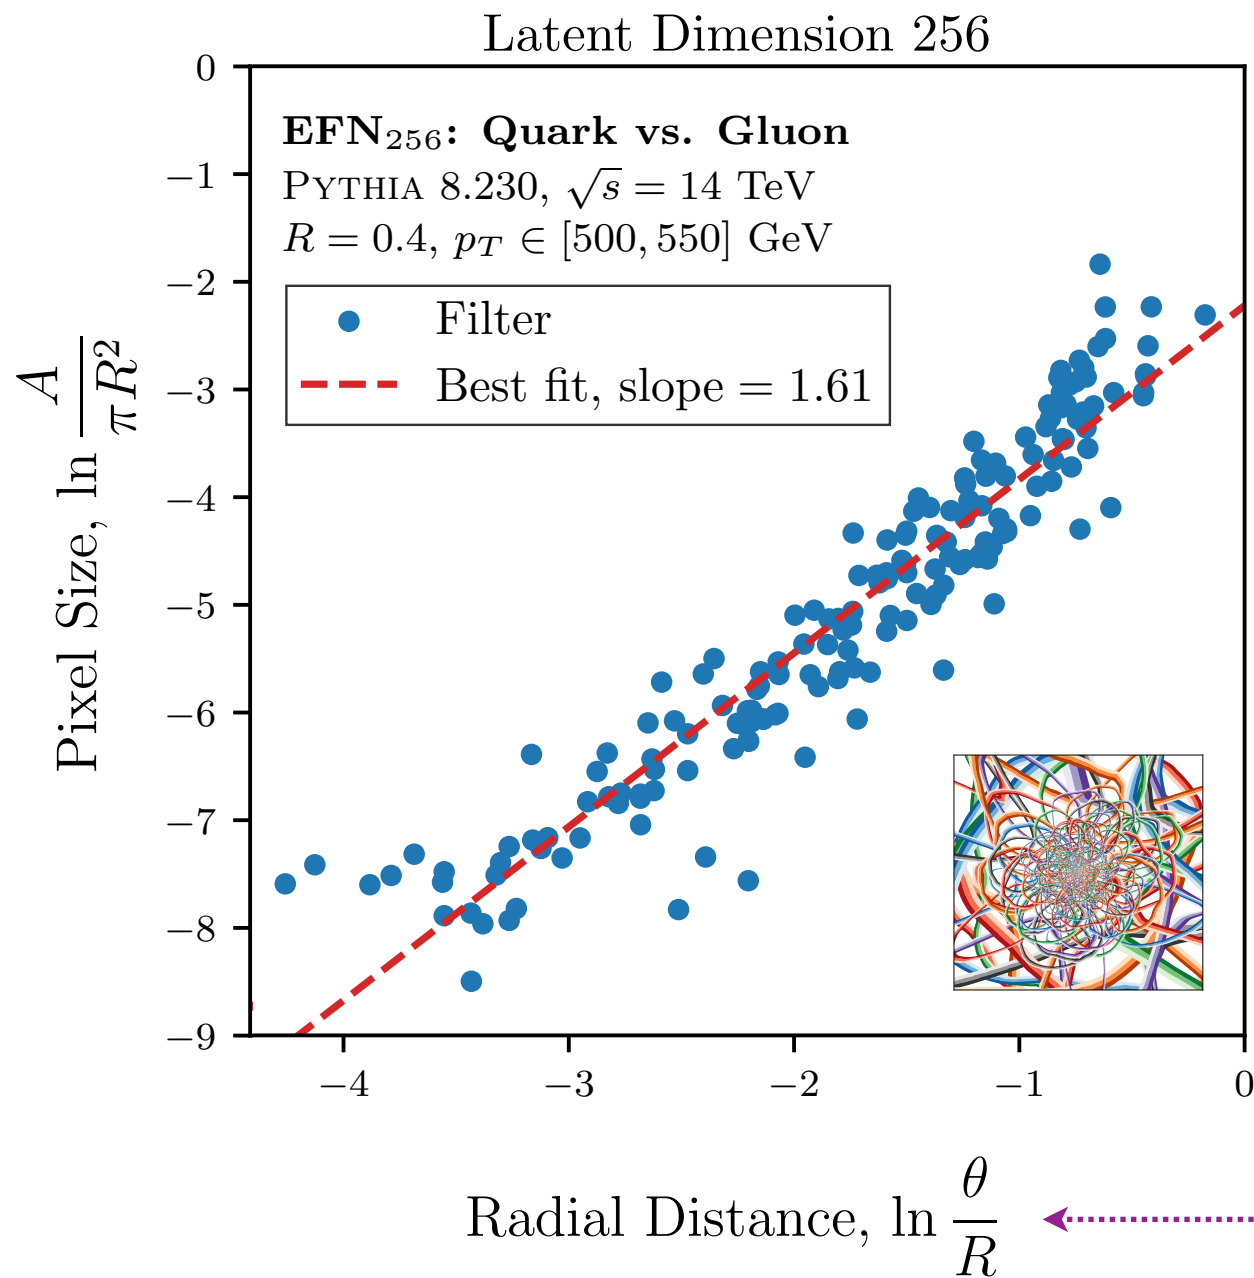 Latent Dimension 256
0
−1
−2
−3
−4
−5
−6
−7
−8
−9
Pixel Size, ln A/πR²
EFN₂₅₆: Quark vs. Gluon
PYTHIA 8.230, √s = 14 TeV
R = 0.4, p_T ∈ [500, 550] GeV
Filter
Best fit, slope = 1.61
−4 −3 −2 −1 0
Radial Distance, ln θ/R